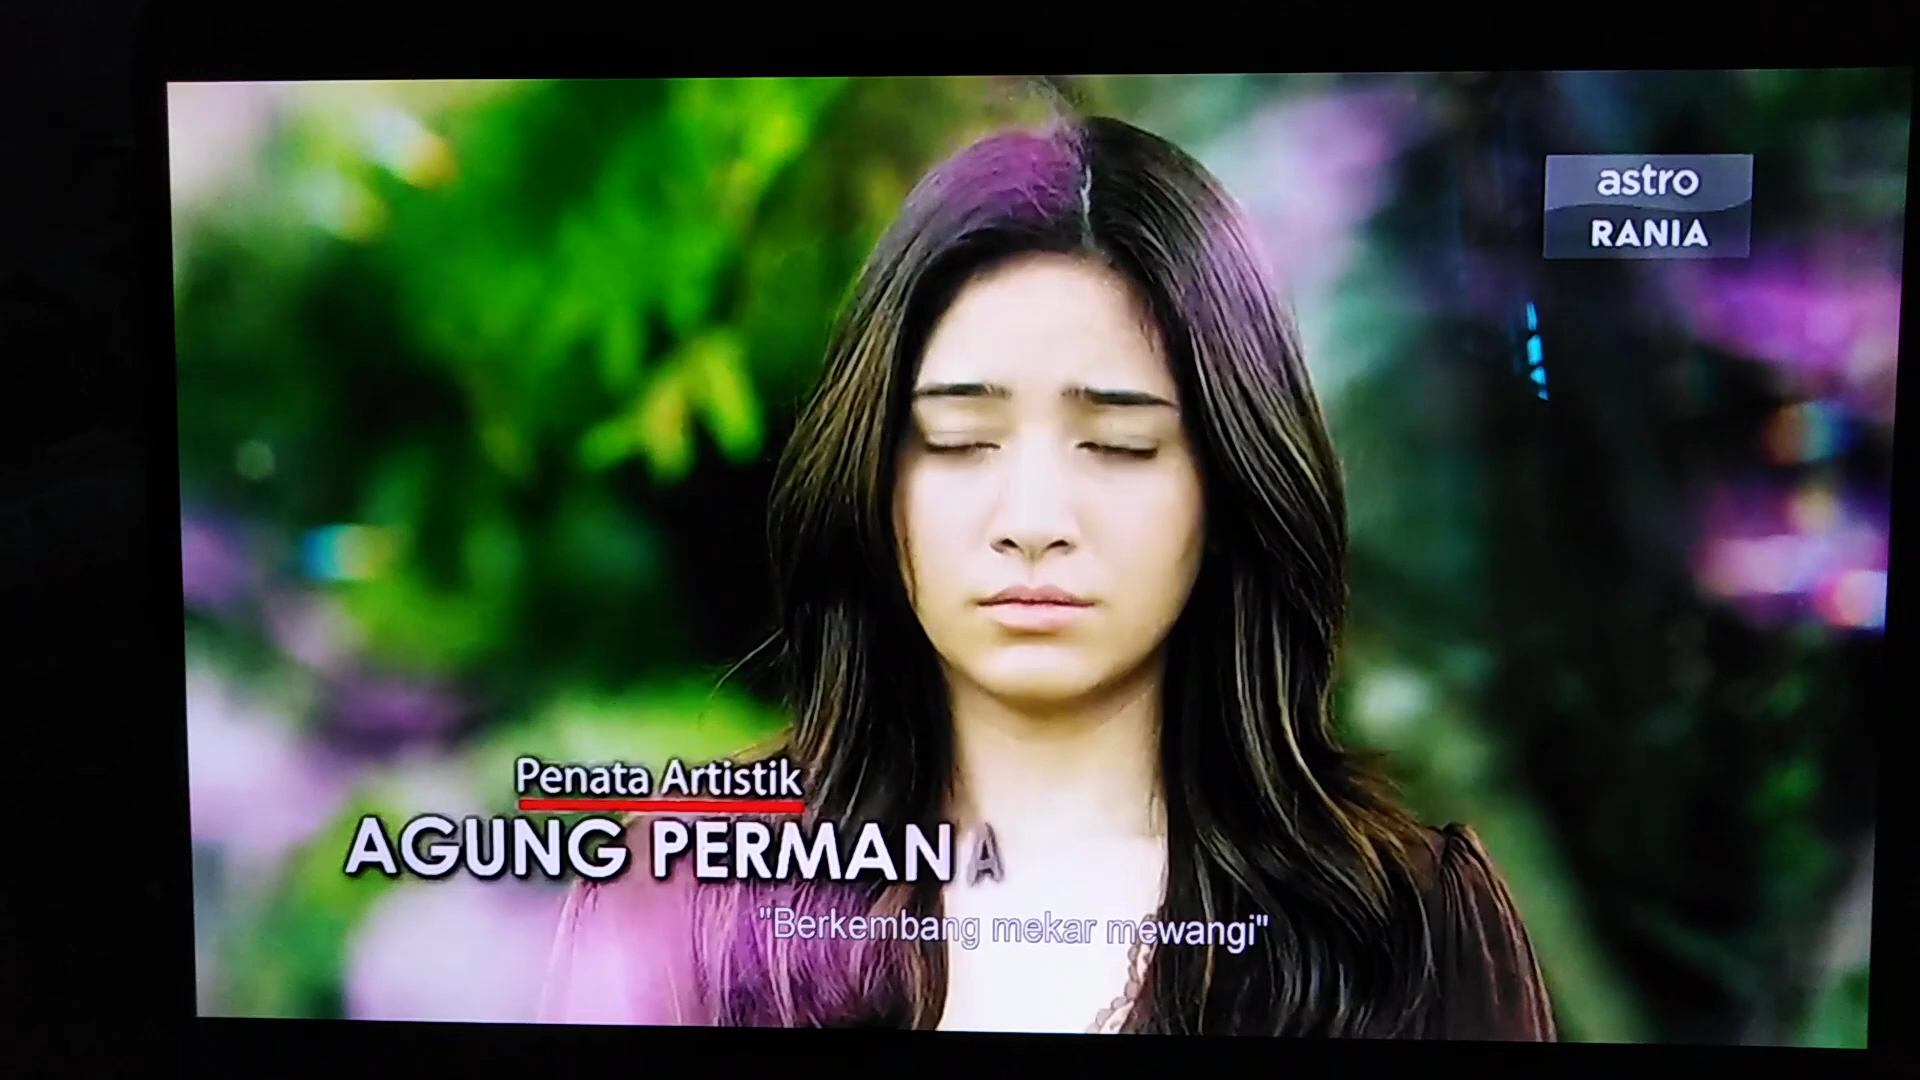 astro
RANIA
Penata Artistik
AGUNG PERMANA
"Berkembang mekar mewangi"